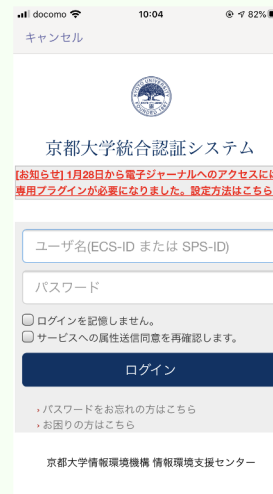 docomo 10:04 82%
キャンセル
京都大学統合認証システム
[お知らせ] 1月28日から電子ジャーナルへのアクセスには
専用プラグインが必要になりました。設定方法はこちら
ユーザ名(ECS-ID または SPS-ID)
パスワード
ログインを記憶しません。
サービスへの属性送信同意を再確認します。
ログイン
›パスワードをお忘れの方はこちら
›お困りの方はこちら
京都大学情報環境機構 情報環境支援センター